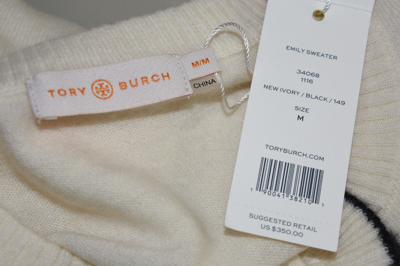 TORY BURCH
M/M
CHINA
EMILY SWEATER
34068
1116
NEW IVORY / BLACK / 149
SIZE
M
TORYBURCH.COM
SUGGESTED RETAIL
US $350.00